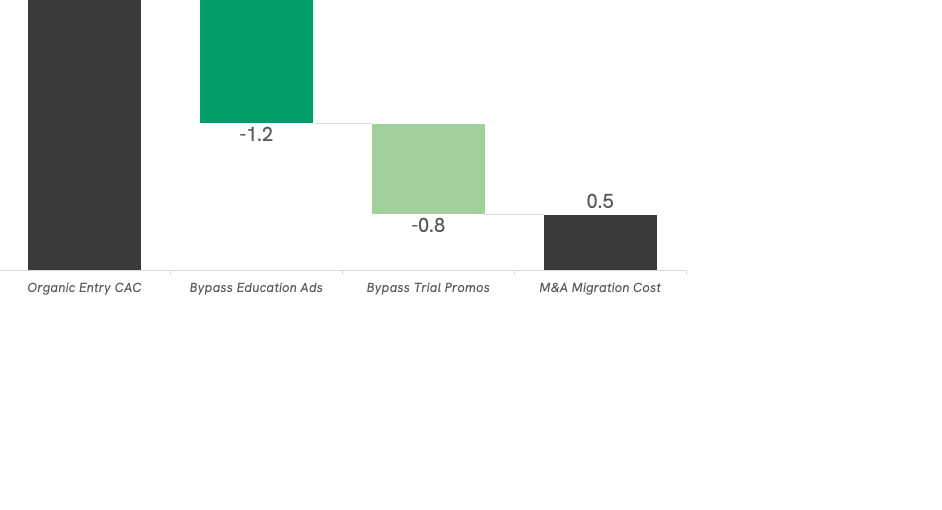 -1.2
0.5
-0.8
Organic Entry CAC Bypass Education Ads Bypass Trial Promos M&A Migration Cost